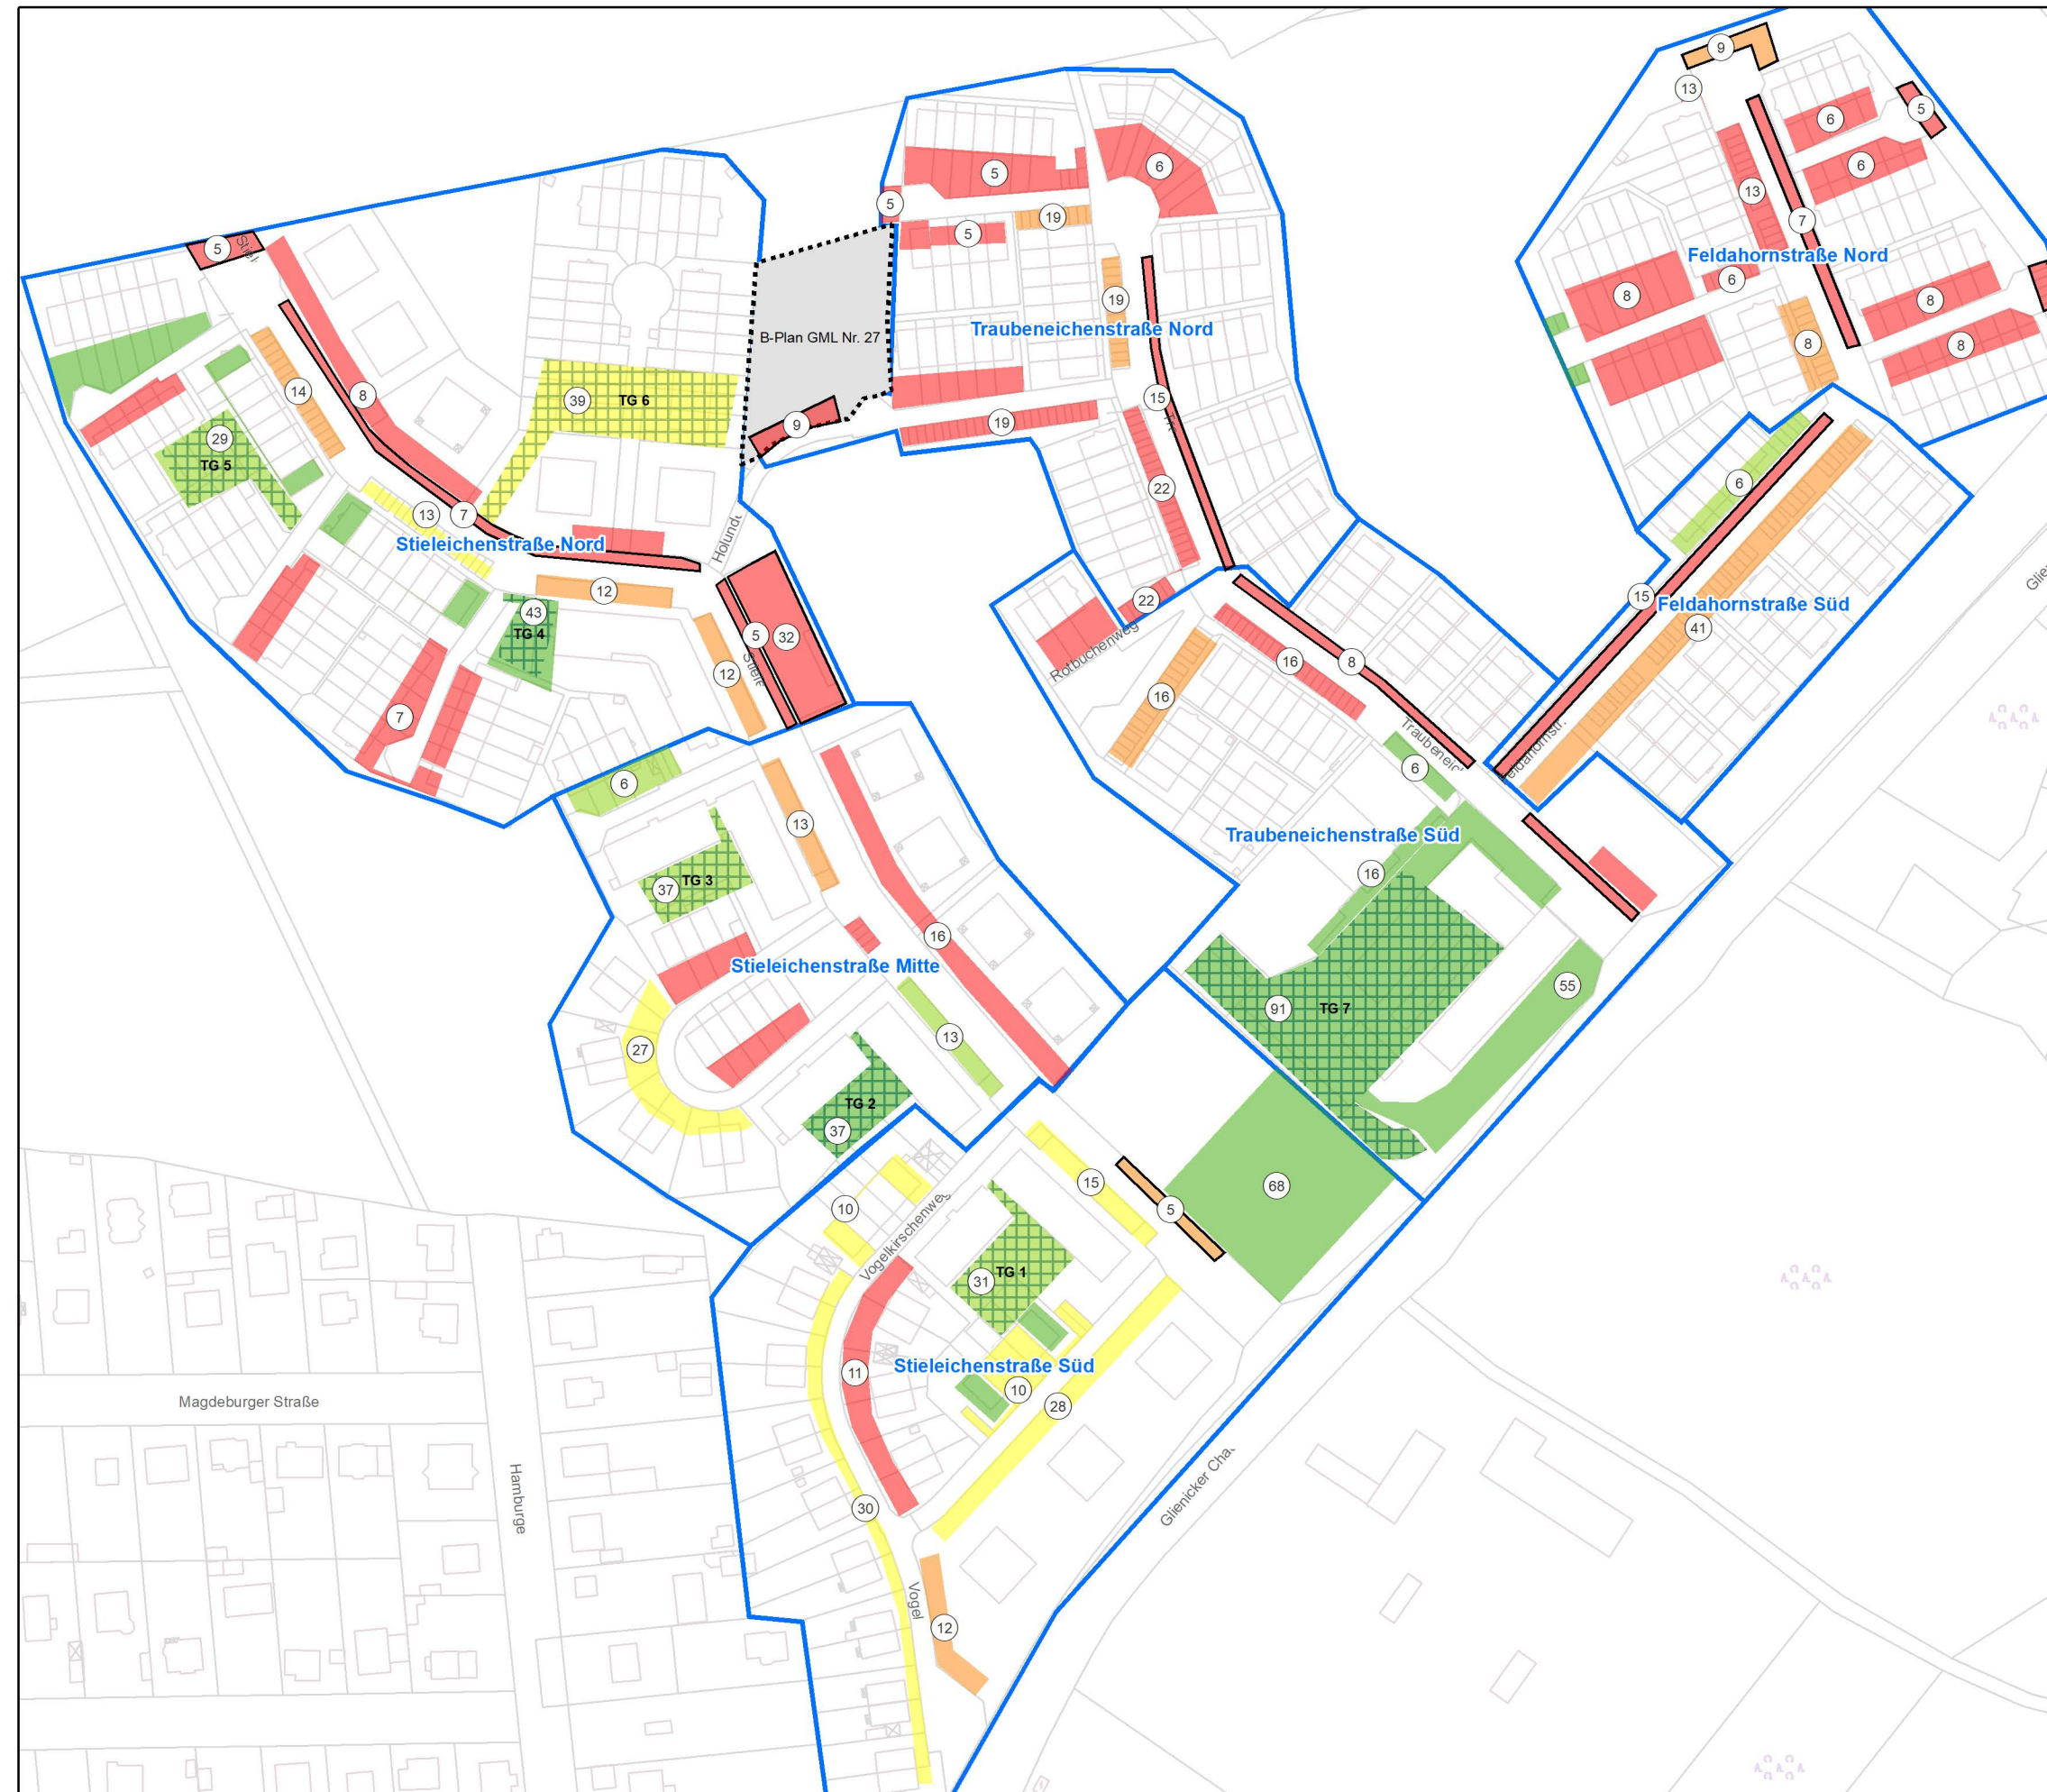 9
13
5
6
6
5
6
5
13
5
19
5
7
5
Feldahornstraße Nord
6
8
19
8
Traubeneichenstraße Nord
B-Plan GML Nr. 27
8
8
14
8
39
TG 6
15
19
9
29
TG 5
6
22
13
7
Stieleichenstraße Nord
Holund
12
15
22
Feldahornstraße Süd
43
TG 4
5
32
41
Rotbuchenweg
16
8
12
16
7
Traubeneic
6
6
13
Traubeneichenstraße Süd
16
37
TG 3
16
Stieleichenstraße Mitte
55
91
TG 7
13
27
TG 2
37
15
68
10
5
Vogelkirschenweg
31
TG 1
Stieleichenstraße Süd
11
10
28
Magdeburger Straße
Hamburge
Glienicker Cha
30
Vogel
12